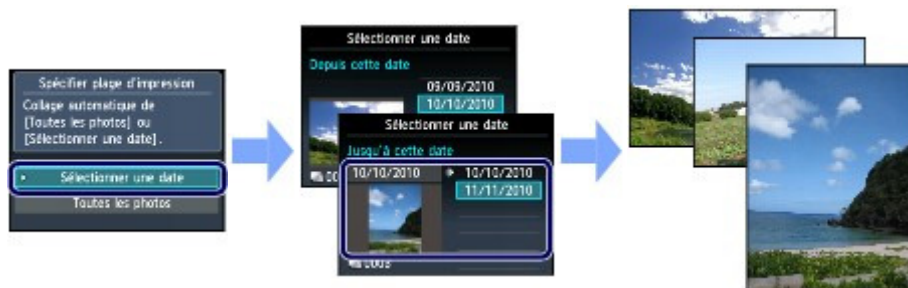 Spécifier plage d'impression
Collage automatique de
[Toutes les photos] ou
[Sélectionner une date].
Sélectionner une date
Toutes les photos
Sélectionner une date
Depuis cette date
09/09/2010
10/10/2010
Sélectionner une date
Jusqu'à cette date
10/10/2010
10/10/2010
11/11/2010